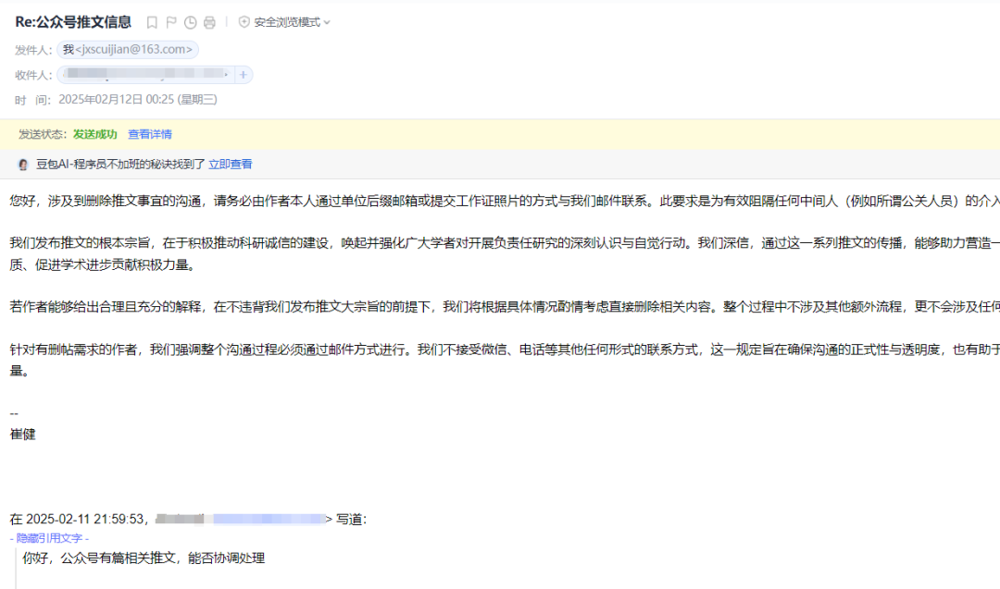 Re:公众号推文信息 安全浏览模式
发件人： 我<jxscuijian@163.com>
收件人： +
时 间： 2025年02月12日 00:25 (星期三)
发送状态： 发送成功 查看详情
豆包AI-程序员不加班的秘诀找到了 立即查看
您好，涉及到删除推文事宜的沟通，请务必由作者本人通过单位后缀邮箱或提交工作证照片的方式与我们邮件联系。此要求是为有效阻隔任何中间人（例如所谓公关人员）的介入
我们发布推文的根本宗旨，在于积极推动科研诚信的建设，唤起并强化广大学者对开展负责任研究的深刻认识与自觉行动。我们深信，通过这一系列推文的传播，能够助力营造一
质、促进学术进步贡献积极力量。
若作者能够给出合理且充分的解释，在不违背我们发布推文大宗旨的前提下，我们将根据具体情况酌情考虑直接删除相关内容。整个过程中不涉及其他额外流程，更不会涉及任何
针对有删帖需求的作者，我们强调整个沟通过程必须通过邮件方式进行。我们不接受微信、电话等其他任何形式的联系方式，这一规定旨在确保沟通的正式性与透明度，也有助于
量。
--
崔健
在 2025-02-11 21:59:53， > 写道：
- 隐藏引用文字 -
你好，公众号有篇相关推文，能否协调处理